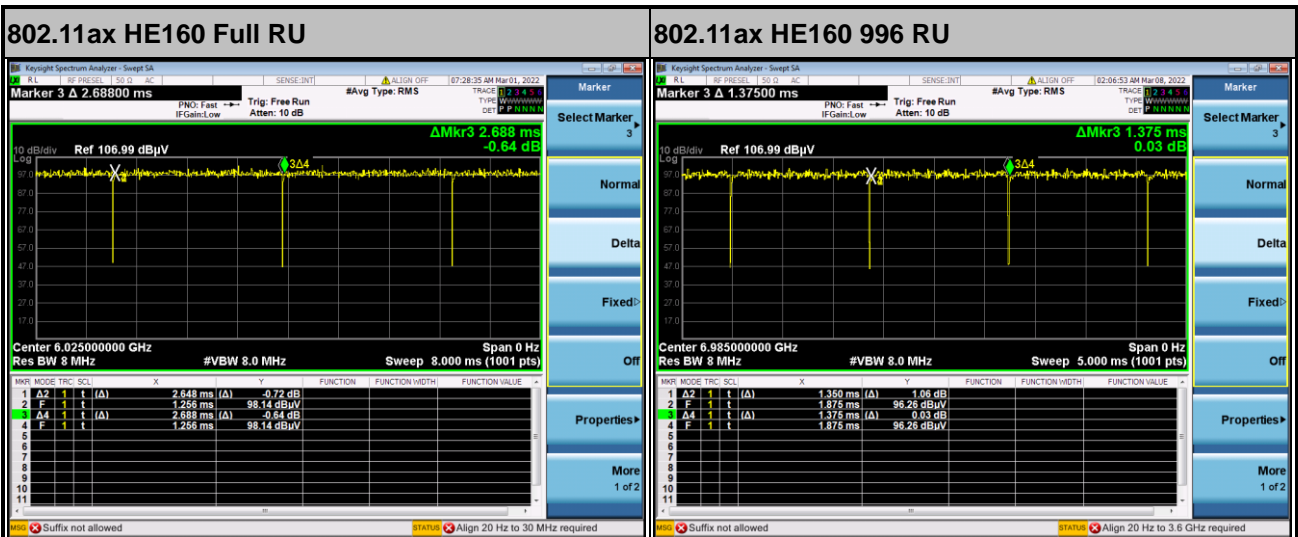 802.11ax HE160 Full RU
Keysight Spectrum Analyzer - Swept SA
RL RF PRESEL 50 Ω AC SENSE:INT ALIGN OFF 07:28:35 AM Mar 01, 2022
Marker 3 Δ 2.68800 ms
PNO: Fast
IFGain:Low
Trig: Free Run
Atten: 10 dB
#Avg Type: RMS
TRACE 1 2 3 4 5 6
TYPE WWWWWW
DET P P N N N N
ΔMkr3 2.688 ms
-0.64 dB
10 dB/div Ref 106.99 dBµV
Log
97.0
87.0
77.0
67.0
57.0
47.0
37.0
27.0
17.0
3Δ4
Center 6.025000000 GHz Span 0 Hz
Res BW 8 MHz #VBW 8.0 MHz Sweep 8.000 ms (1001 pts)
MKR MODE TRC SCL X Y FUNCTION FUNCTION WIDTH FUNCTION VALUE
1 Δ2 1 t (Δ) 2.648 ms (Δ) -0.72 dB
2 F 1 t 1.256 ms 98.14 dBµV
3 Δ4 1 t (Δ) 2.688 ms (Δ) -0.64 dB
4 F 1 t 1.256 ms 98.14 dBµV
5
6
7
8
9
10
11
MSG Suffix not allowed STATUS Align 20 Hz to 30 MHz required
Marker
Select Marker
3
Normal
Delta
Fixed
Off
Properties
More
1 of 2
802.11ax HE160 996 RU
Keysight Spectrum Analyzer - Swept SA
RL RF PRESEL 50 Ω AC SENSE:INT ALIGN OFF 02:06:53 AM Mar 08, 2022
Marker 3 Δ 1.37500 ms
PNO: Fast
IFGain:Low
Trig: Free Run
Atten: 10 dB
#Avg Type: RMS
TRACE 1 2 3 4 5 6
TYPE WWWWWW
DET P P N N N N
ΔMkr3 1.375 ms
0.03 dB
10 dB/div Ref 106.99 dBµV
Log
97.0
87.0
77.0
67.0
57.0
47.0
37.0
27.0
17.0
3Δ4
Center 6.985000000 GHz Span 0 Hz
Res BW 8 MHz #VBW 8.0 MHz Sweep 5.000 ms (1001 pts)
MKR MODE TRC SCL X Y FUNCTION FUNCTION WIDTH FUNCTION VALUE
1 Δ2 1 t (Δ) 1.350 ms (Δ) 1.06 dB
2 F 1 t 1.875 ms 96.26 dBµV
3 Δ4 1 t (Δ) 1.375 ms (Δ) 0.03 dB
4 F 1 t 1.875 ms 96.26 dBµV
5
6
7
8
9
10
11
MSG Suffix not allowed STATUS Align 20 Hz to 3.6 GHz required
Marker
Select Marker
3
Normal
Delta
Fixed
Off
Properties
More
1 of 2